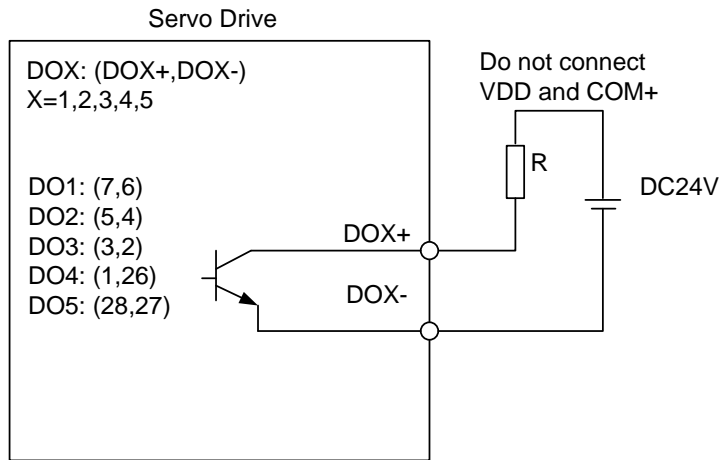 Servo Drive
DOX: (DOX+,DOX-)
X=1,2,3,4,5
Do not connect
VDD and COM+
R
DC24V
DO1: (7,6)
DO2: (5,4)
DO3: (3,2)
DO4: (1,26)
DO5: (28,27)
DOX+
DOX-